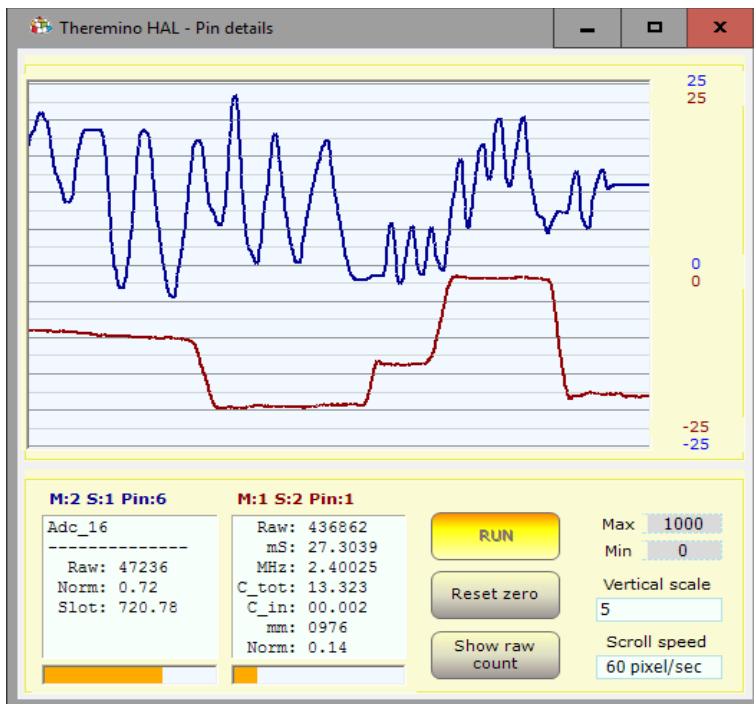 Theremino HAL - Pin details
25
25
0
0
-25
-25
M:2 S:1 Pin:6
Adc_16
--------------
Raw: 47236
Norm: 0.72
Slot: 720.78
M:1 S:2 Pin:1
Raw: 436862
mS: 27.3039
MHz: 2.40025
C_tot: 13.323
C_in: 00.002
mm: 0976
Norm: 0.14
RUN
Reset zero
Show raw
count
Max 1000
Min 0
Vertical scale
5
Scroll speed
60 pixel/sec